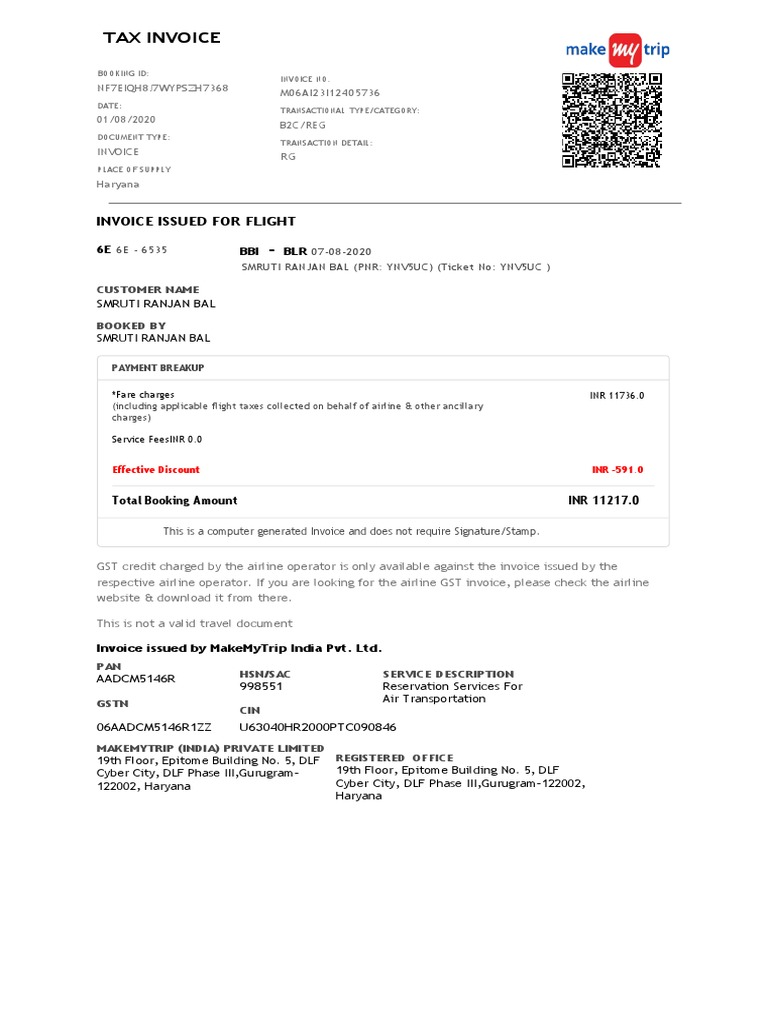 TAX INVOICE
make my trip
BOOKING ID:
INVOICE NO.
M06AI23I12405736
DATE:
TRANSACTIONAL TYPE/CATEGORY:
01/08/2020
B2C/REG
DOCUMENT TYPE:
TRANSACTION DETAIL:
INVOICE
RG
PLACE OF SUPPLY
Haryana
INVOICE ISSUED FOR FLIGHT
6E 6E - 6535
BBI - BLR 07-08-2020
SMRUTI RANJAN BAL (PNR: YNV5UC) (Ticket No: YNV5UC )
CUSTOMER NAME
SMRUTI RANJAN BAL
BOOKED BY
SMRUTI RANJAN BAL
PAYMENT BREAKUP
*Fare charges INR 11736.0
(including applicable flight taxes collected on behalf of airline & other ancillary
charges)
Service FeesINR 0.0
Effective Discount INR -591.0
Total Booking Amount INR 11217.0
This is a computer generated Invoice and does not require Signature/Stamp.
GST credit charged by the airline operator is only available against the invoice issued by the
respective airline operator. If you are looking for the airline GST invoice, please check the airline
website & download it from there.
This is not a valid travel document
Invoice issued by MakeMyTrip India Pvt. Ltd.
PAN
AADCM5146R
HSN/SAC
998551
SERVICE DESCRIPTION
Reservation Services For
Air Transportation
GSTN
06AADCM5146R1ZZ
CIN
U63040HR2000PTC090846
MAKEMYTRIP (INDIA) PRIVATE LIMITED
19th Floor, Epitome Building No. 5, DLF
Cyber City, DLF Phase III,Gurugram-
122002, Haryana
REGISTERED OFFICE
19th Floor, Epitome Building No. 5, DLF
Cyber City, DLF Phase III,Gurugram-122002,
Haryana